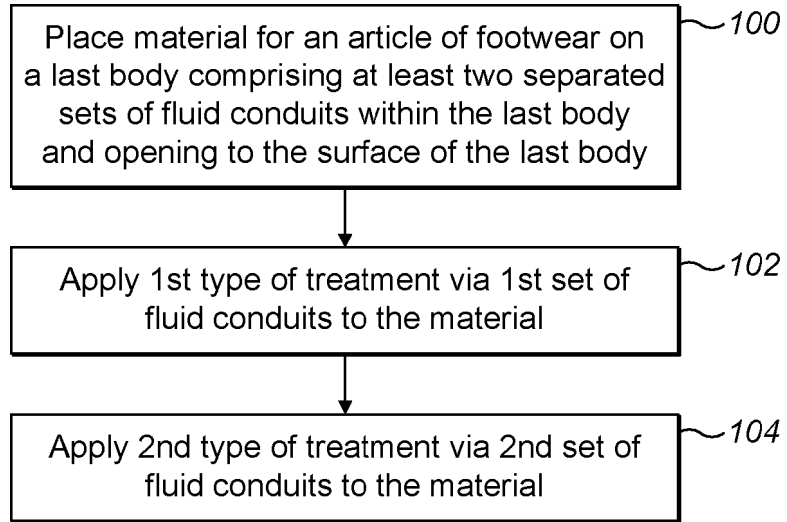 Place material for an article of footwear on
a last body comprising at least two separated
sets of fluid conduits within the last body
and opening to the surface of the last body
100
Apply 1st type of treatment via 1st set of
fluid conduits to the material
102
Apply 2nd type of treatment via 2nd set of
fluid conduits to the material
104